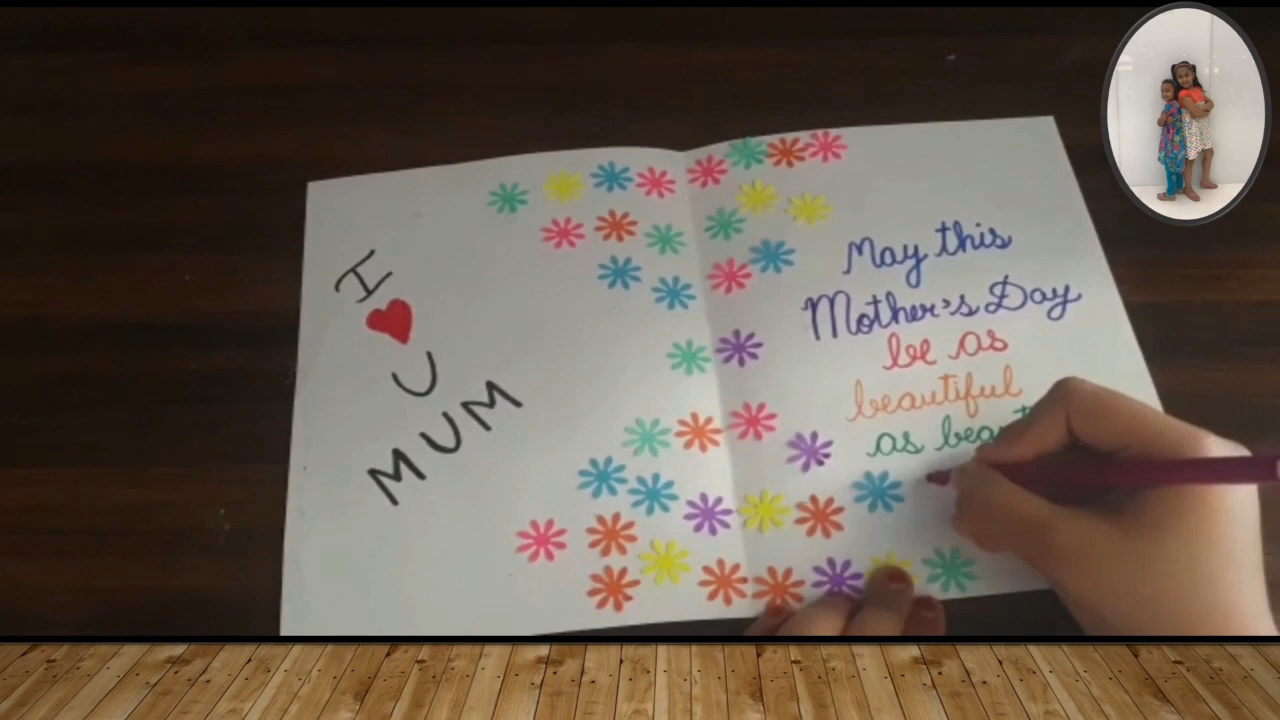 I ❤ U
MUM
May this
Mother's Day
be as
beautiful
as